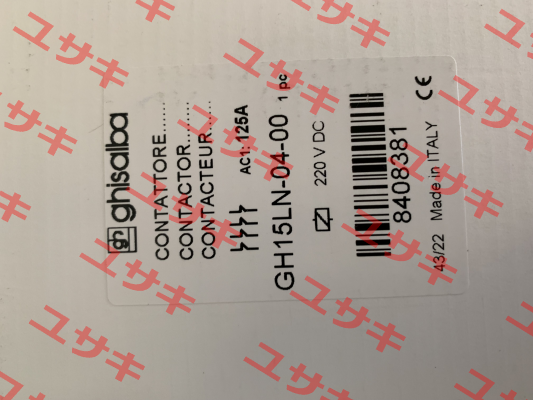 ghisalba
CONTATTORE......
CONTACTOR........
CONTACTEUR......
AC1: 125A
GH15LN-04-00 1 pc
220 V DC
8408381
43/22 Made in ITALY CE
ユサキ